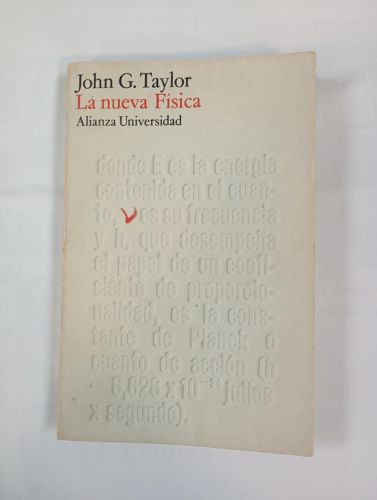 John G. Taylor
La nueva Física
Alianza Universidad
donde E es la energía
contenida en el cuan-
to, ν es su frecuencia
y h, que desempeña
el papel de un coefi-
ciente de proporcio-
nalidad, es la cons-
tante de Planck o
cuanto de acción (h
= 6,626 x 10⁻³⁴ julios
x segundo).